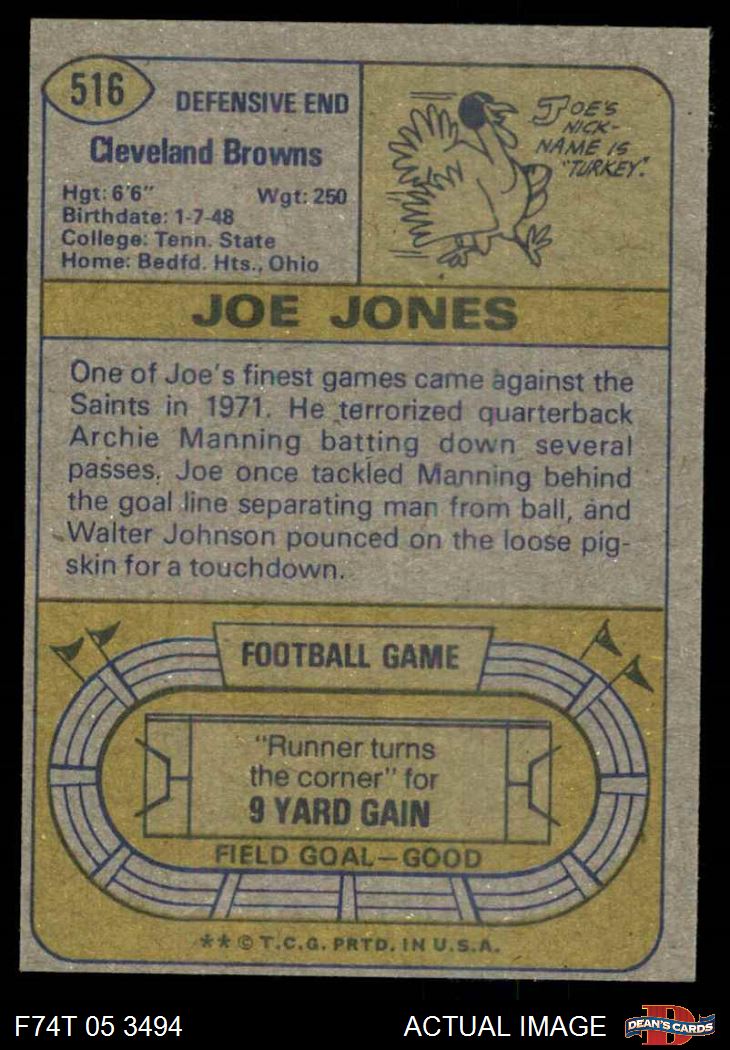 516
DEFENSIVE END
Cleveland Browns
Hgt: 6'6" Wgt: 250
Birthdate: 1-7-48
College: Tenn. State
Home: Bedfd. Hts., Ohio
JOE'S
NICK-
NAME IS
"TURKEY".
JOE JONES
One of Joe's finest games came against the
Saints in 1971. He terrorized quarterback
Archie Manning batting down several
passes. Joe once tackled Manning behind
the goal line separating man from ball, and
Walter Johnson pounced on the loose pig-
skin for a touchdown.
FOOTBALL GAME
"Runner turns
the corner" for
9 YARD GAIN
FIELD GOAL—GOOD
** © T.C.G. PRTD. IN U.S.A.
F74T 05 3494 ACTUAL IMAGE
D
DEAN'S CARDS